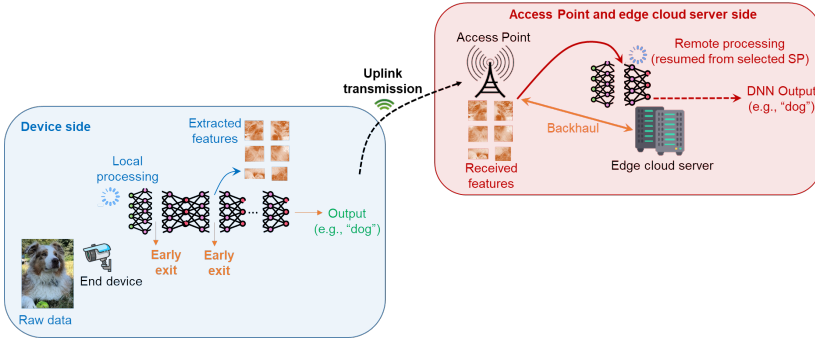 Access Point and edge cloud server side
Access Point
Remote processing
(resumed from selected SP)
Uplink
transmission
DNN Output
(e.g., “dog”)
Backhaul
Edge cloud server
Received
features
Device side
Extracted
features
Local
processing
...
Output
(e.g., “dog”)
Early
exit
Early
exit
End device
Raw data